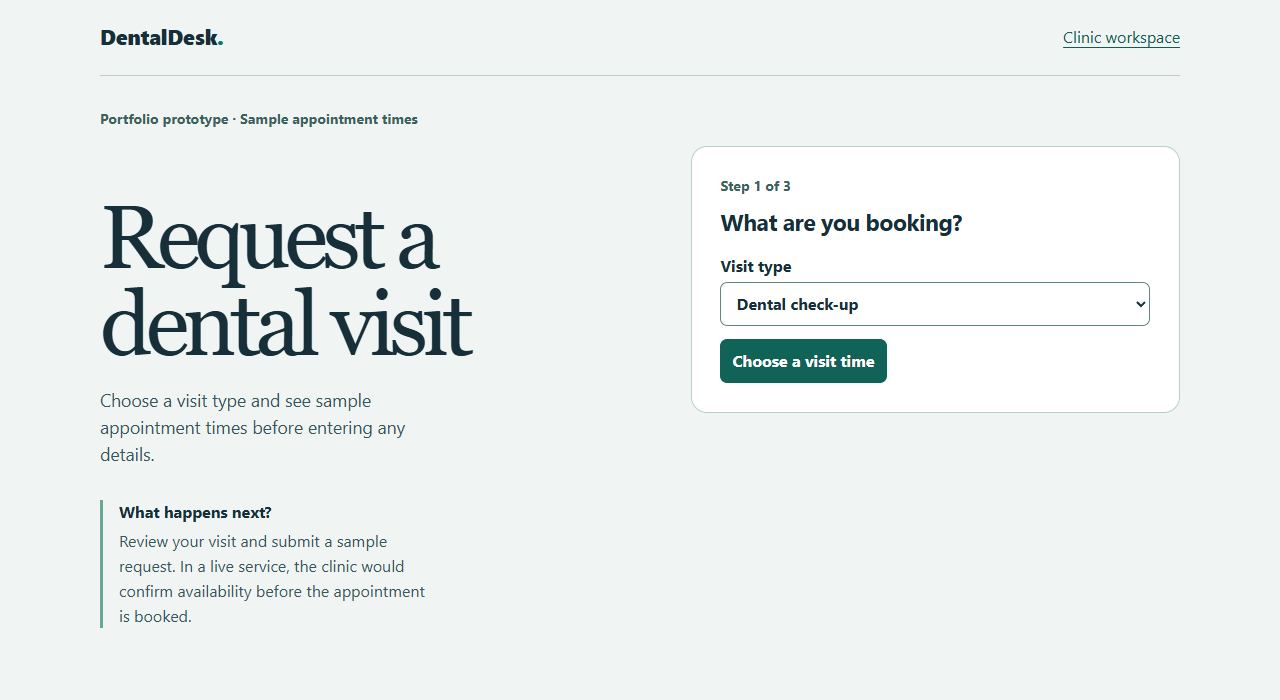 DentalDesk.
Clinic workspace
Portfolio prototype · Sample appointment times
Request a
dental visit
Choose a visit type and see sample
appointment times before entering any
details.
What happens next?
Review your visit and submit a sample
request. In a live service, the clinic would
confirm availability before the appointment
is booked.
Step 1 of 3
What are you booking?
Visit type
Dental check-up
Choose a visit time